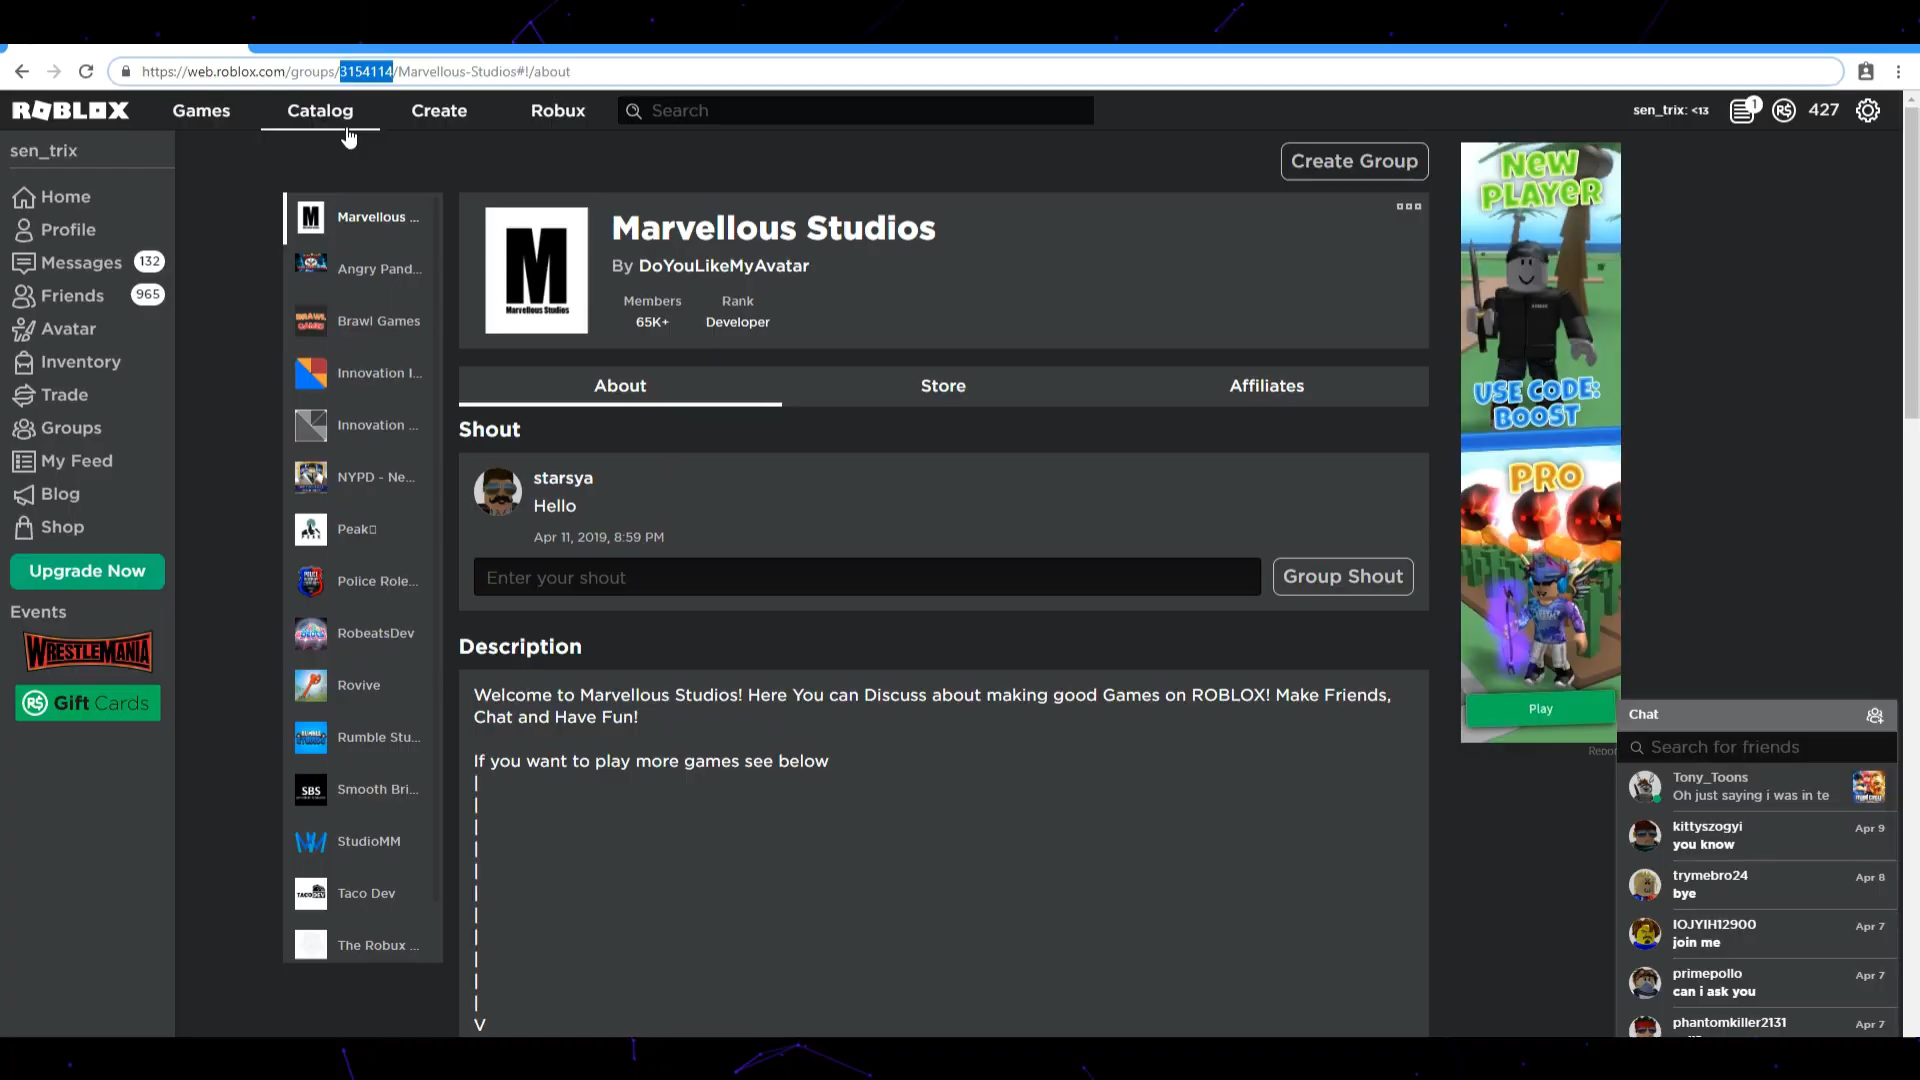 https://web.roblox.com/groups/3154114/Marvellous-Studios#!/about
ROBLOX
Games
Catalog
Create
Robux
Search
sen_trix: <13
1
427
sen_trix
Home
Profile
Messages
132
Friends
965
Avatar
Inventory
Trade
Groups
My Feed
Blog
Shop
Upgrade Now
Events
WRESTLEMANIA
Gift Cards
Marvellous ...
Angry Pand...
Brawl Games
Innovation I...
Innovation ...
NYPD - Ne...
Peak
Police Role...
RobeatsDev
Rovive
Rumble Stu...
SBS
Smooth Bri...
StudioMM
Taco Dev
The Robux ...
Create Group
M
Marvellous Studios
Marvellous Studios
By DoYouLikeMyAvatar
Members
Rank
65K+
Developer
About
Store
Affiliates
Shout
starsya
Hello
Apr 11, 2019, 8:59 PM
Enter your shout
Group Shout
Description
Welcome to Marvellous Studios! Here You can Discuss about making good Games on ROBLOX! Make Friends,
Chat and Have Fun!
If you want to play more games see below
|
|
|
|
|
|
|
|
|
|
|
V
NEW
PLAYER
USE CODE:
BOOST
PRO
Play
Repor
Chat
Search for friends
Tony_Toons
Oh just saying i was in te
kittyszogyi
Apr 9
you know
trymebro24
Apr 8
bye
IOJYIH12900
Apr 7
join me
primepollo
Apr 7
can i ask you
phantomkiller2131
Apr 7